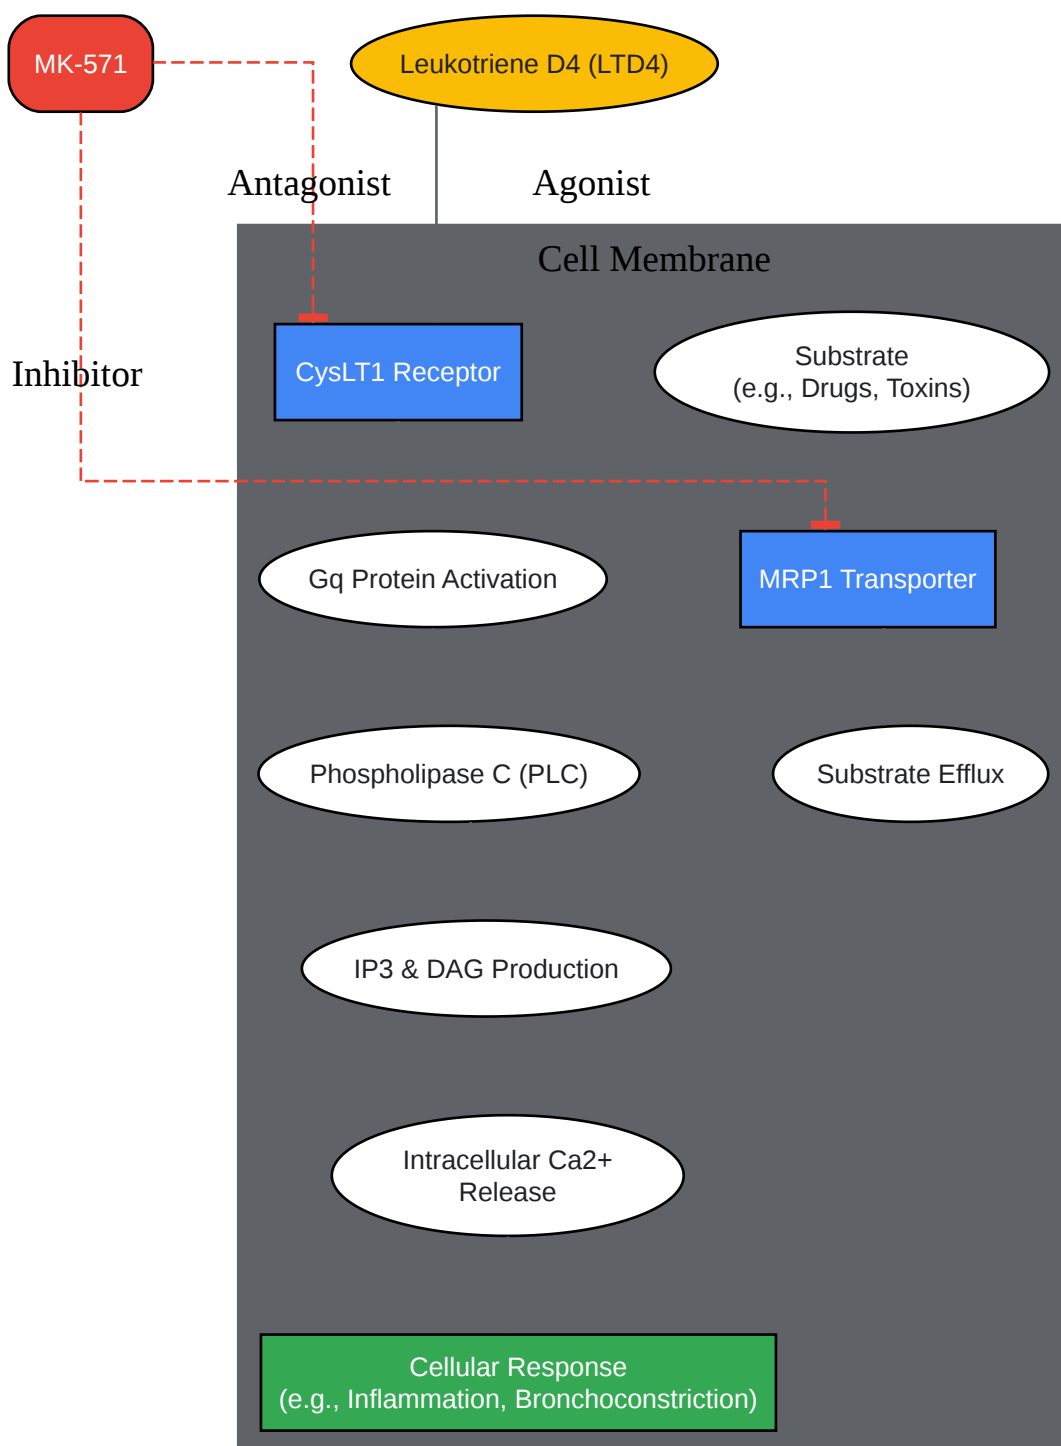 MK-571
Leukotriene D4 (LTD4)
Antagonist
Agonist
Cell Membrane
Inhibitor
CysLT1 Receptor
Substrate
(e.g., Drugs, Toxins)
Gq Protein Activation
MRP1 Transporter
Phospholipase C (PLC)
Substrate Efflux
IP3 & DAG Production
Intracellular Ca2+
Release
Cellular Response
(e.g., Inflammation, Bronchoconstriction)